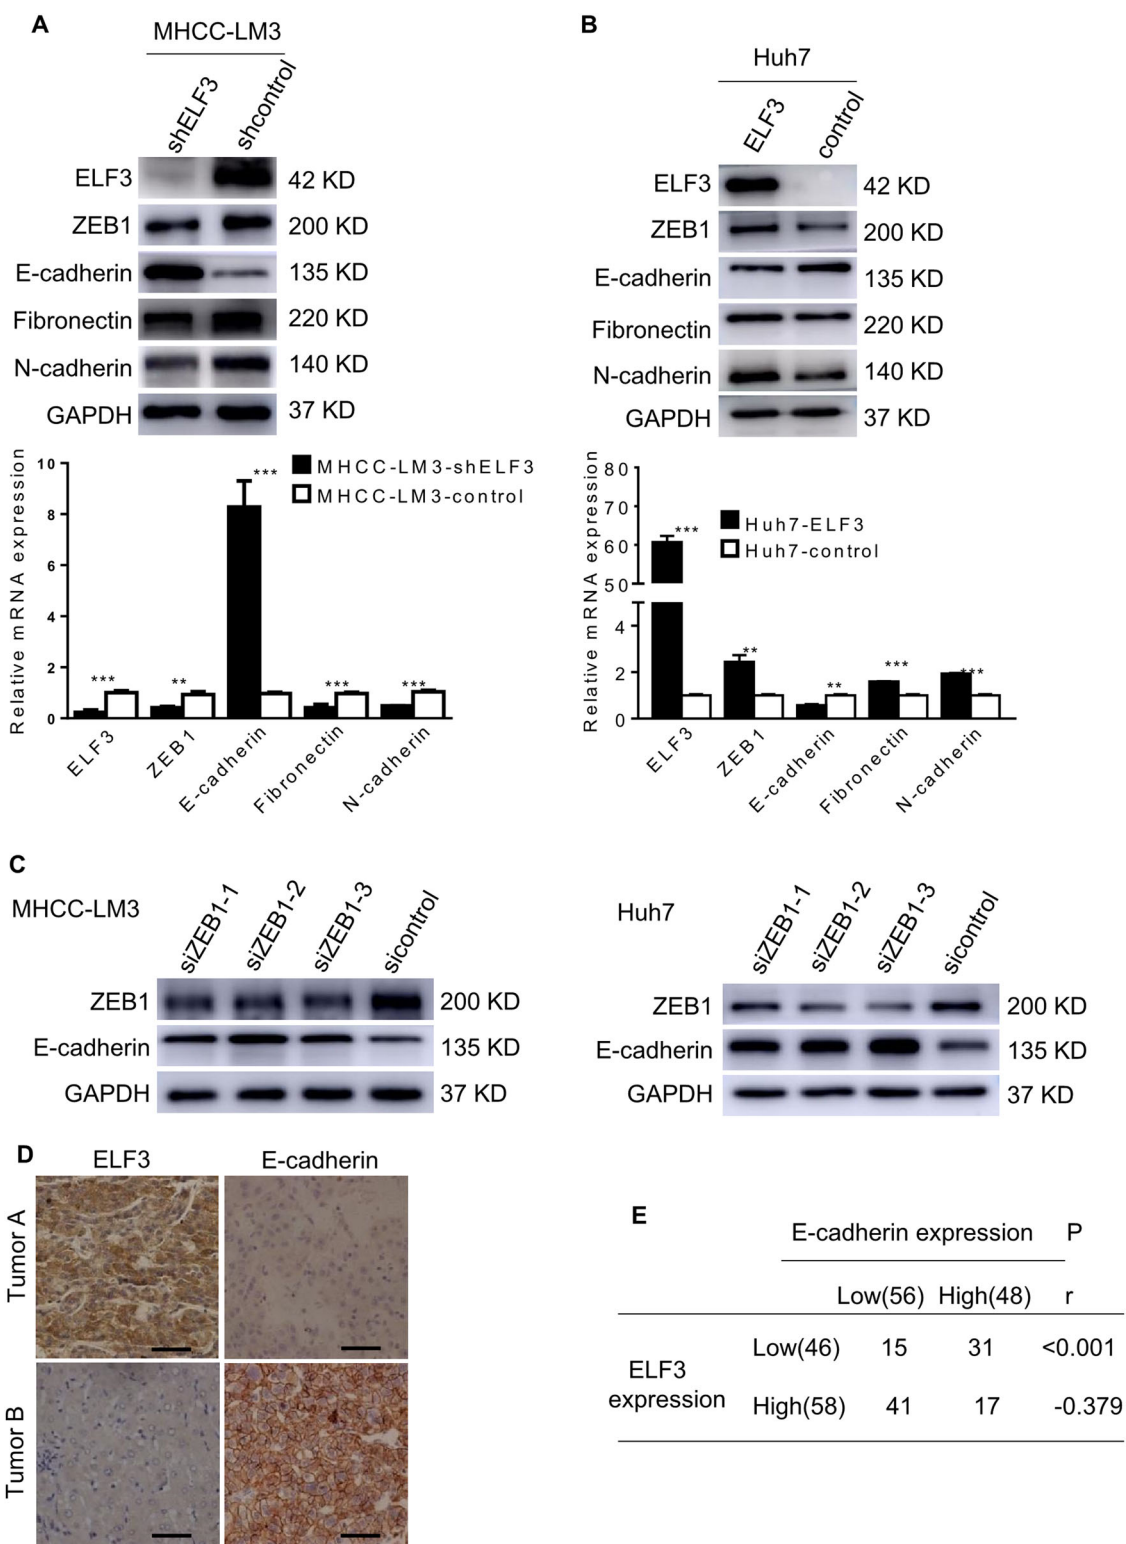 A
MHCC-LM3
shELF3
shcontrol
ELF3
42 KD
ZEB1
200 KD
E-cadherin
135 KD
Fibronectin
220 KD
N-cadherin
140 KD
GAPDH
37 KD
Relative mRNA expression
10
8
6
4
2
0
***
**
***
***
***
MHCC-LM3-shELF3
MHCC-LM3-control
ELF3
ZEB1
E-cadherin
Fibronectin
N-cadherin
B
Huh7
ELF3
control
ELF3
42 KD
ZEB1
200 KD
E-cadherin
135 KD
Fibronectin
220 KD
N-cadherin
140 KD
GAPDH
37 KD
Relative mRNA expression
80
70
60
50
4
2
0
***
**
**
***
***
Huh7-ELF3
Huh7-control
ELF3
ZEB1
E-cadherin
Fibronectin
N-cadherin
C
MHCC-LM3
siZEB1-1
siZEB1-2
siZEB1-3
sicontrol
ZEB1
200 KD
E-cadherin
135 KD
GAPDH
37 KD
Huh7
siZEB1-1
siZEB1-2
siZEB1-3
sicontrol
ZEB1
200 KD
E-cadherin
135 KD
GAPDH
37 KD
D
ELF3
E-cadherin
Tumor A
Tumor B
E
E-cadherin expression P
Low(56) High(48) r
ELF3
expression
Low(46) 15 31 <0.001
High(58) 41 17 -0.379